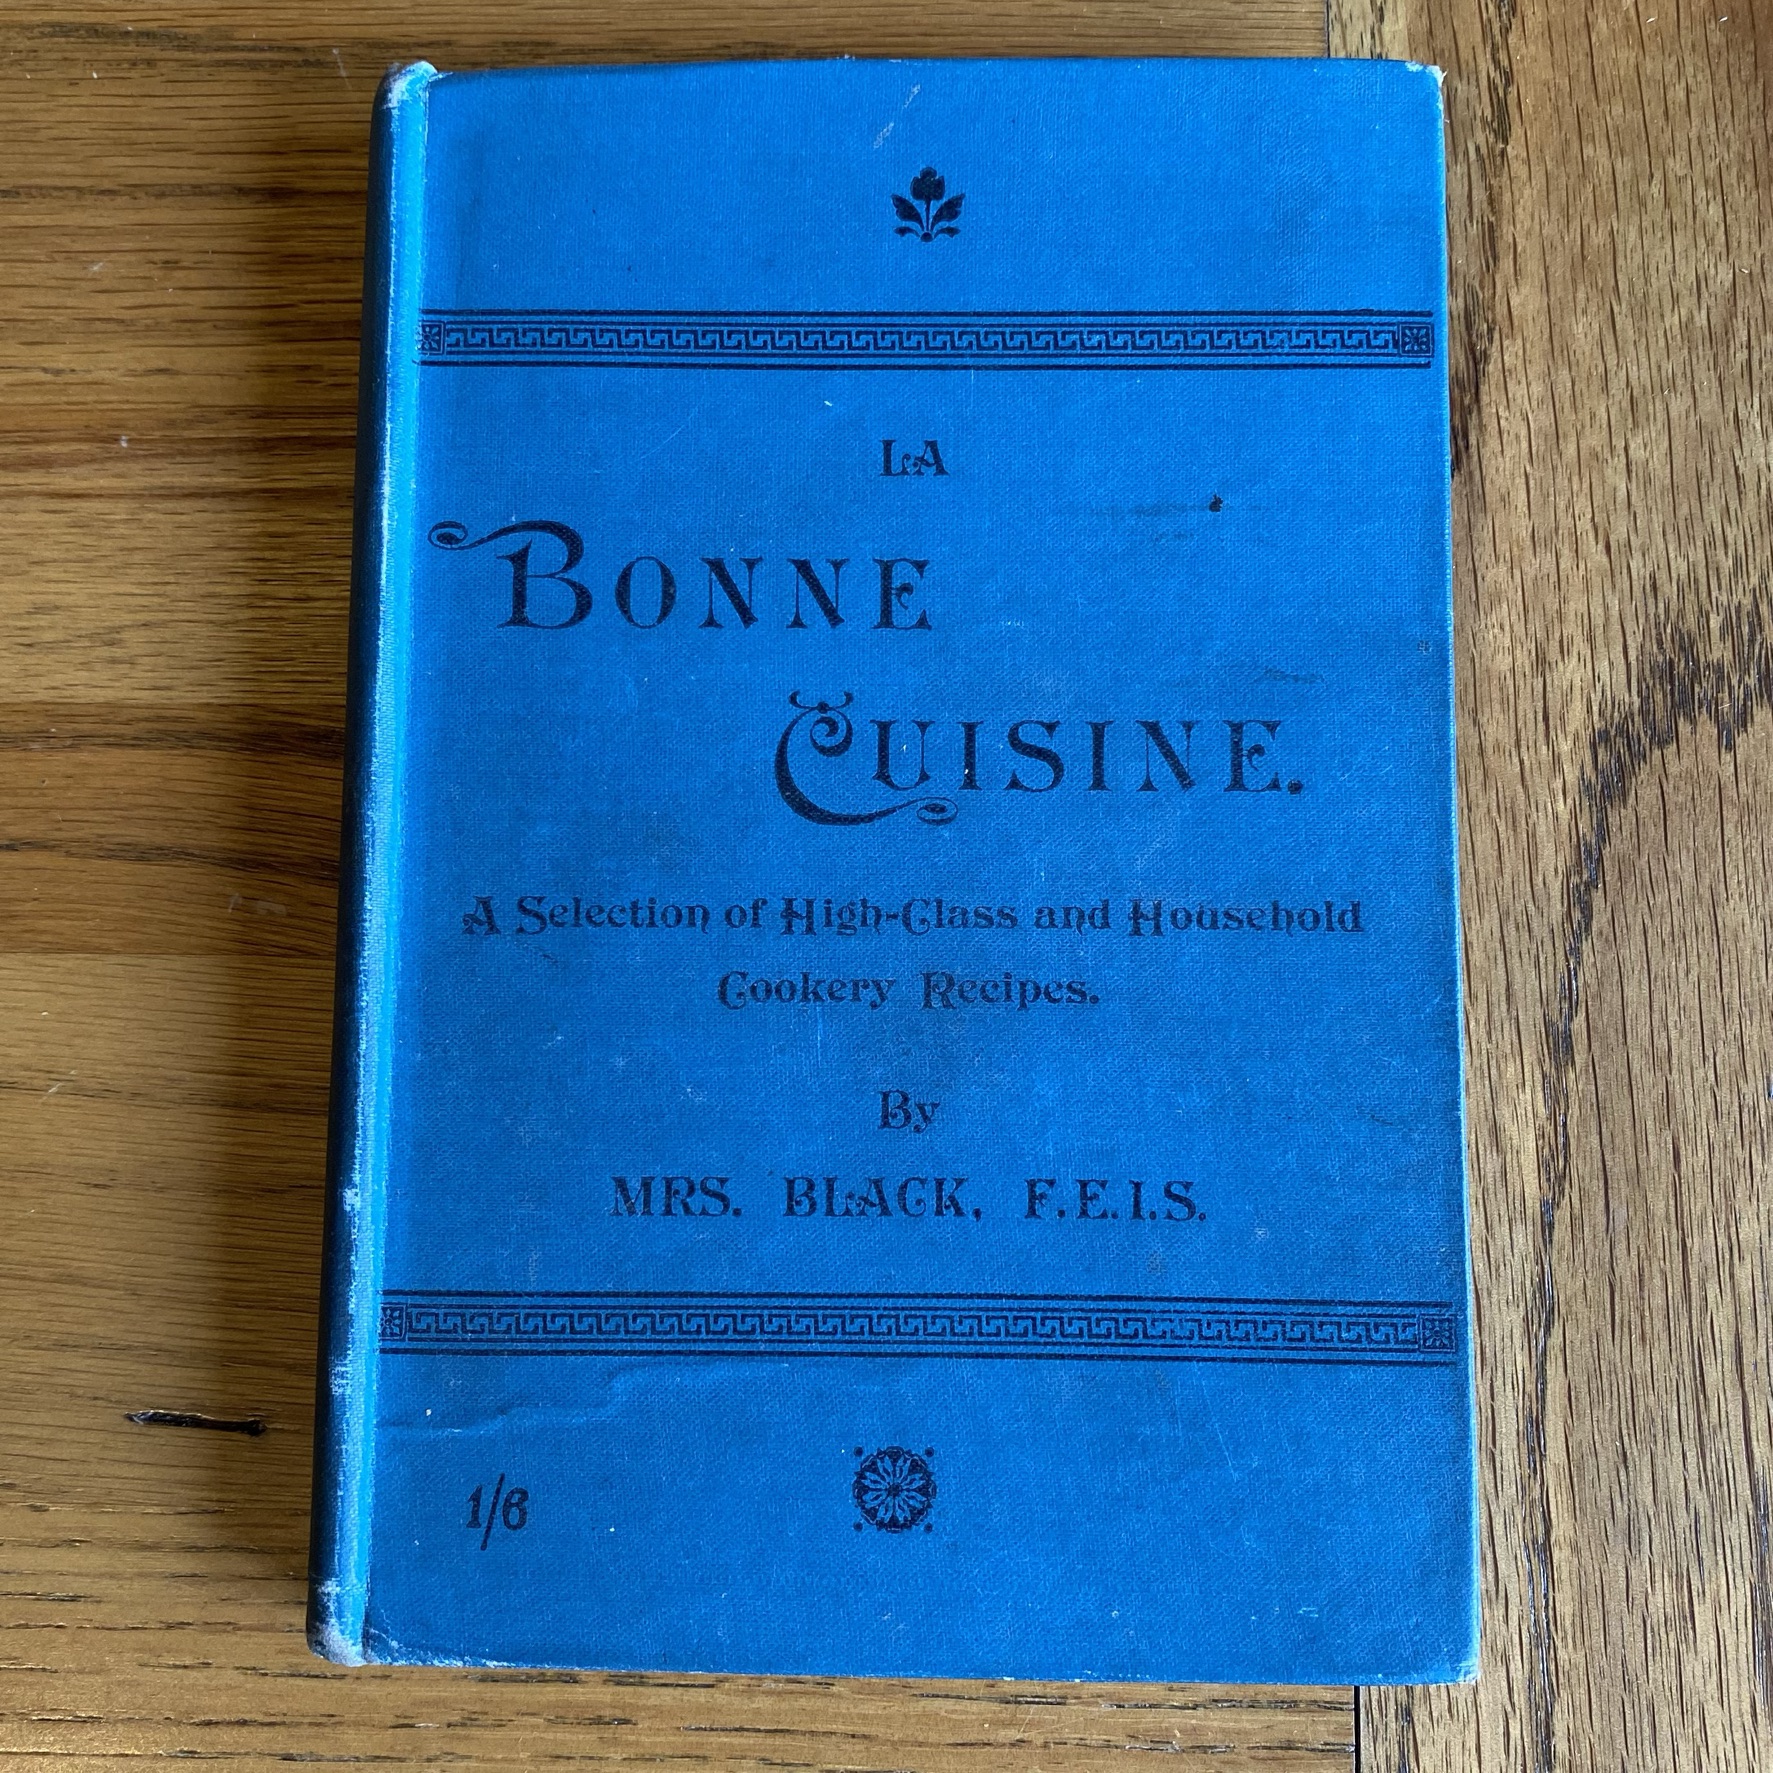 LA
BONNE
CUISINE.
A Selection of High-Class and Household
Cookery Recipes.
By
MRS. BLACK, F.E.I.S.
1/6